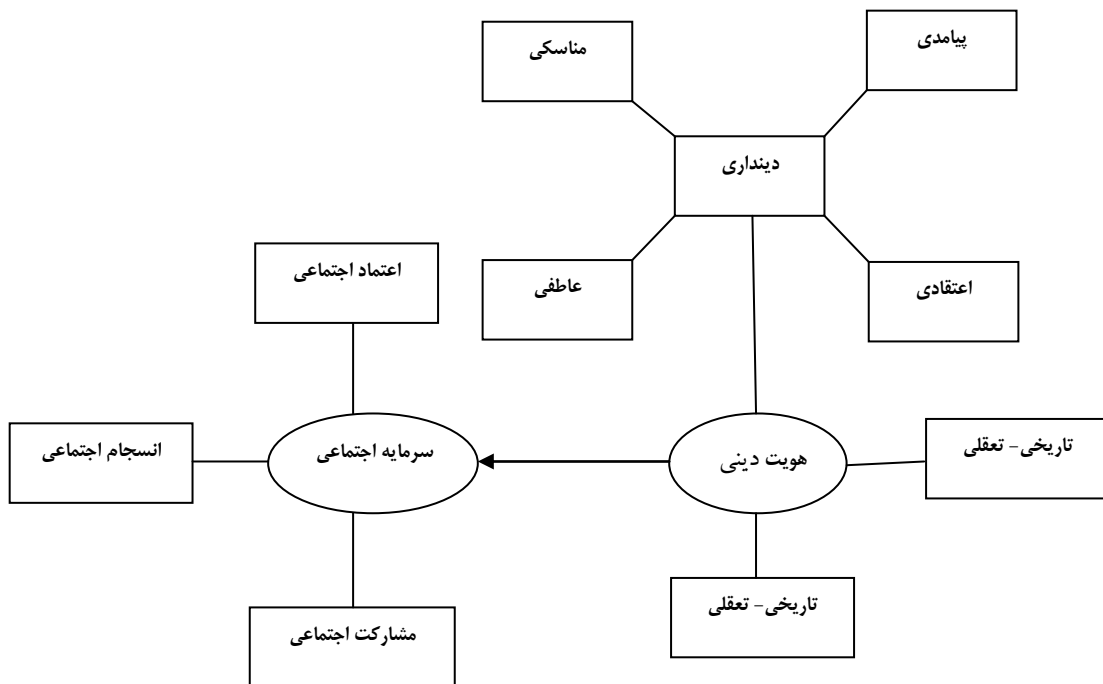 پیامدی
مناسکی
دینداری
اعتقادی
عاطفی
اعتماد اجتماعی
تاریخی- تعقلی
هویت دینی
سرمایه اجتماعی
انسجام اجتماعی
تاریخی- تعقلی
مشارکت اجتماعی